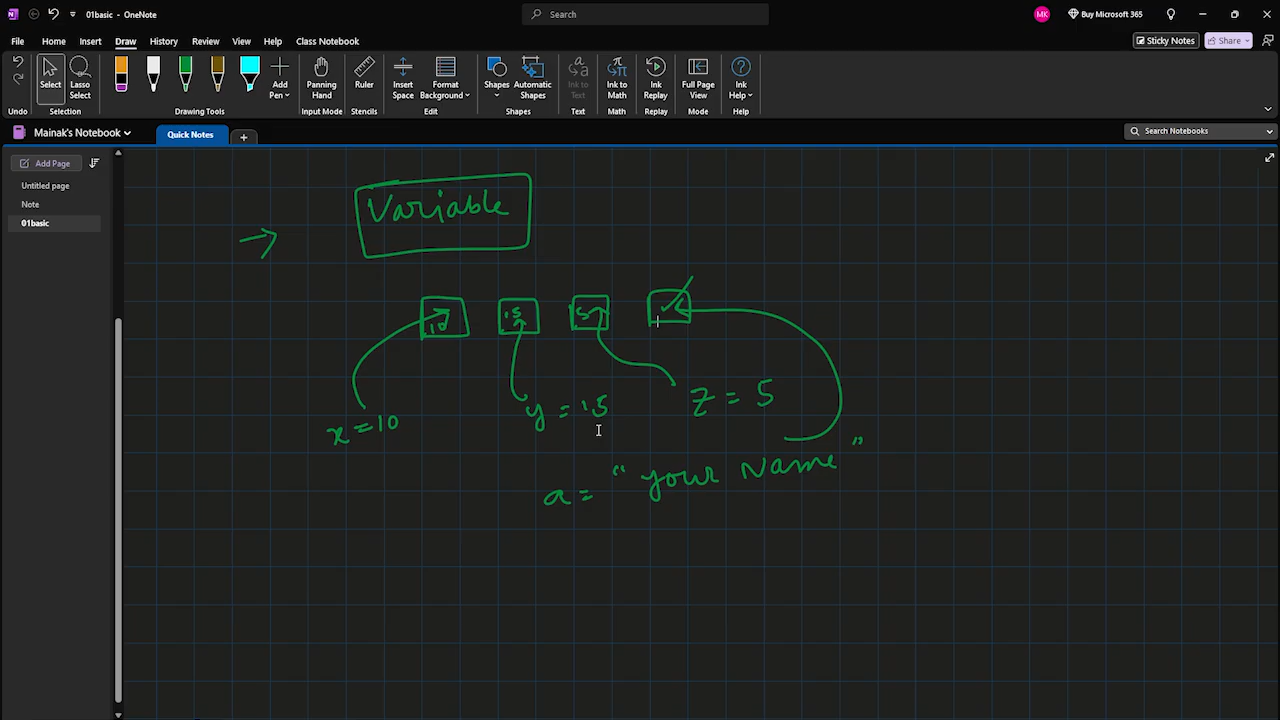 01basic - OneNote
Search
MK
Buy Microsoft 365
File Home Insert Draw History Review View Help Class Notebook
Sticky Notes
Share
Select
Lasso Select
Add Pen
Panning Hand
Ruler
Insert Space
Format Background
Shapes
Automatic Shapes
Ink to Text
Ink to Math
Ink Replay
Full Page View
Ink Help
Undo Selection Drawing Tools Input Mode Stencils Edit Shapes Text Math Replay Mode Help
Mainak's Notebook
Quick Notes
Search Notebooks
Add Page
Untitled page
Note
01basic
Variable
10 15 5
x = 10 y = 15 z = 5
a = " your Name "